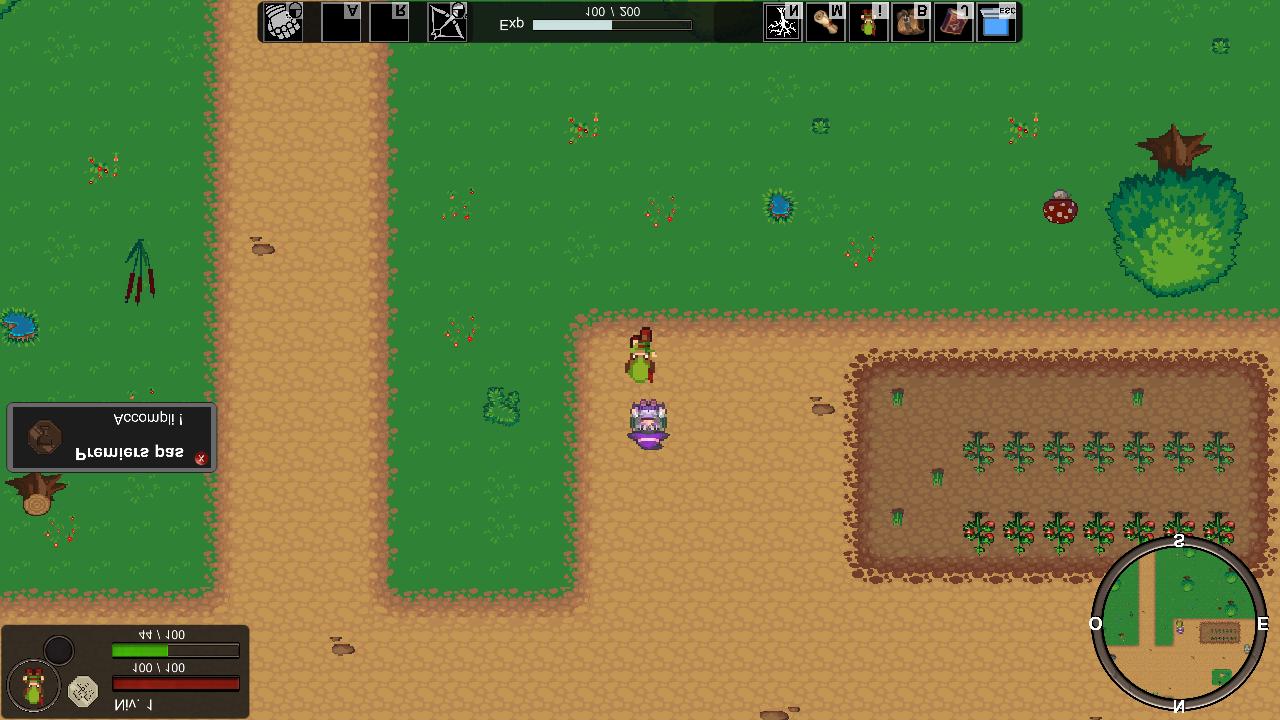 Niv. 1
100 / 100
44 / 100
N
O
E
S
Premiers pas
x
Accompli !
A
R
Exp
100 / 200
N
M
I
B
J
ESC